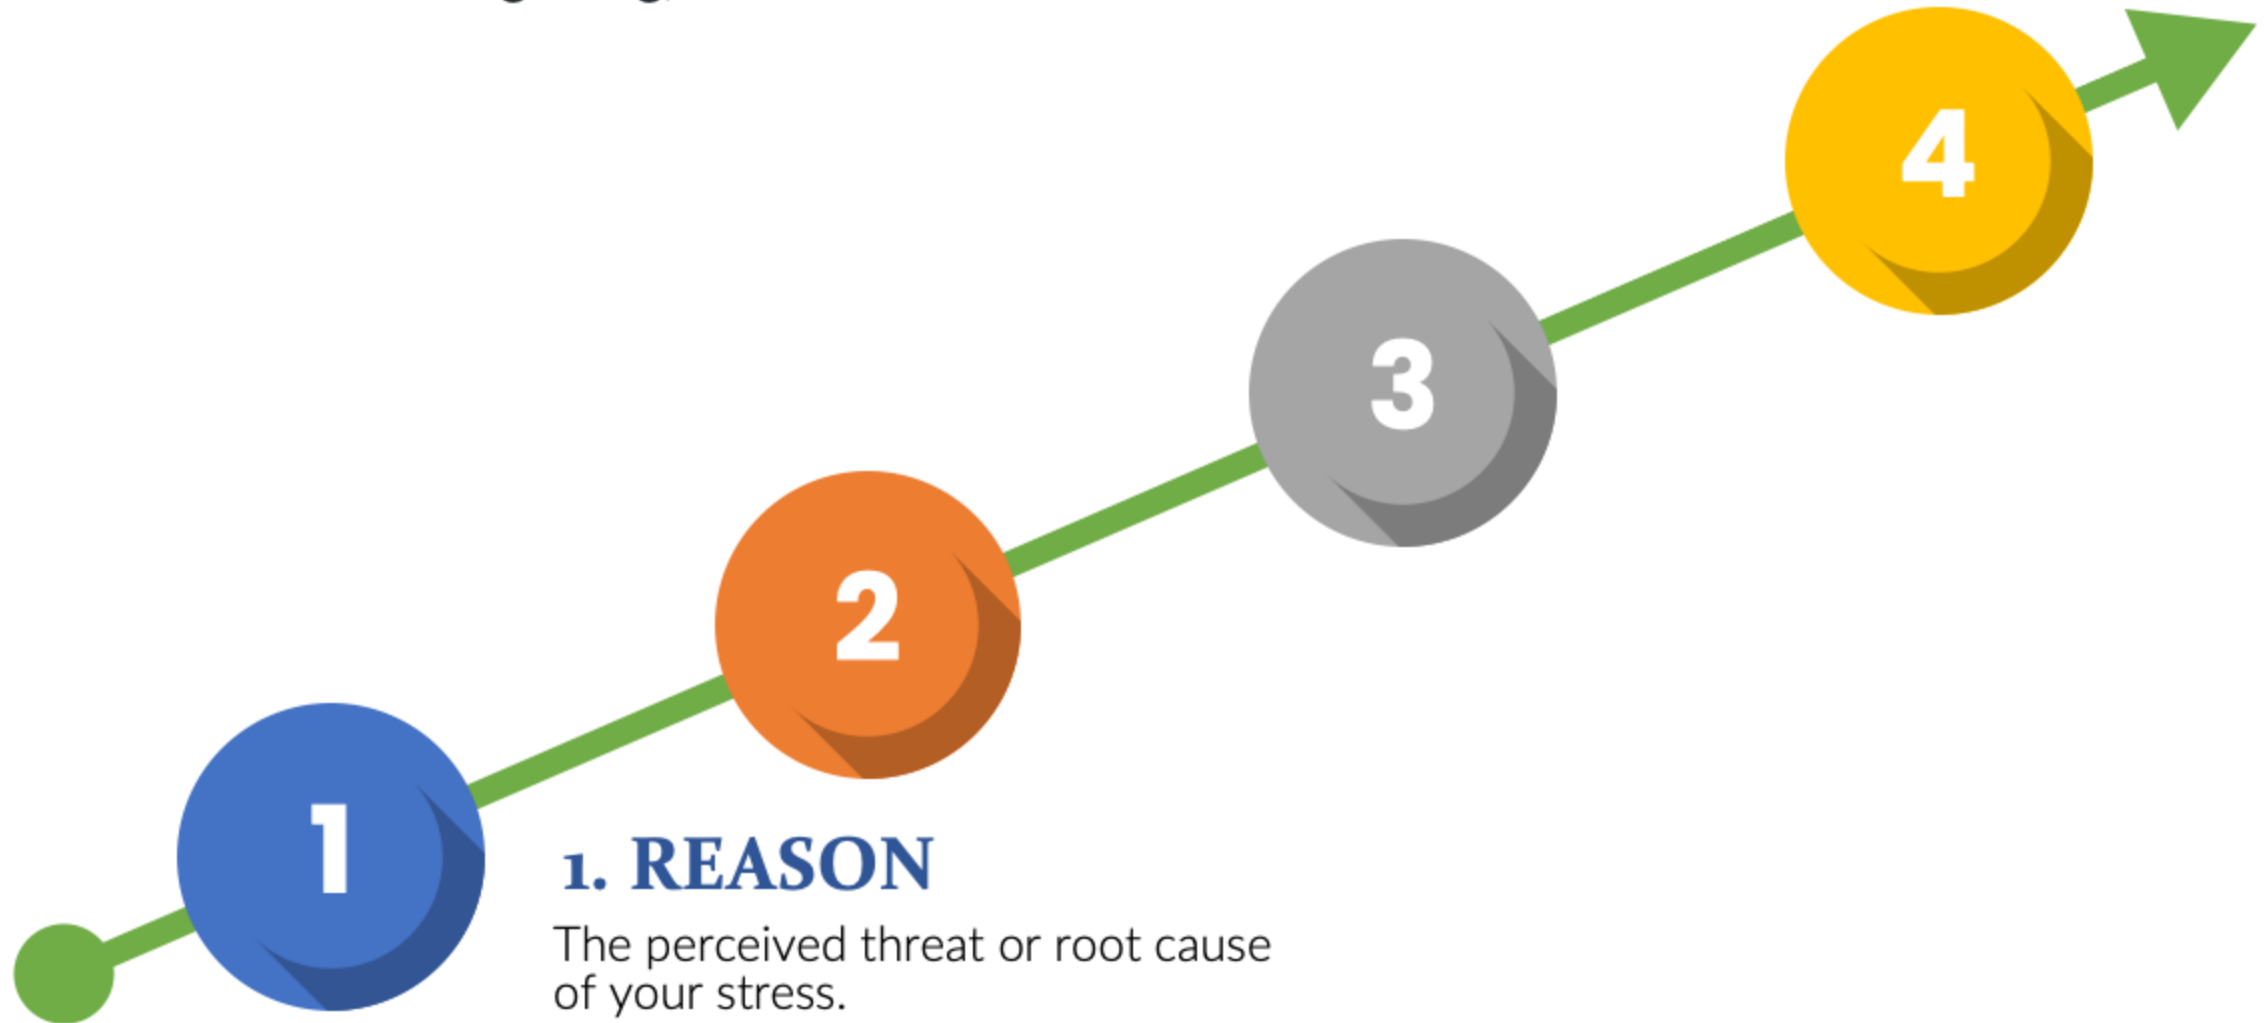 4
3
2
1
1. REASON
The perceived threat or root cause
of your stress.